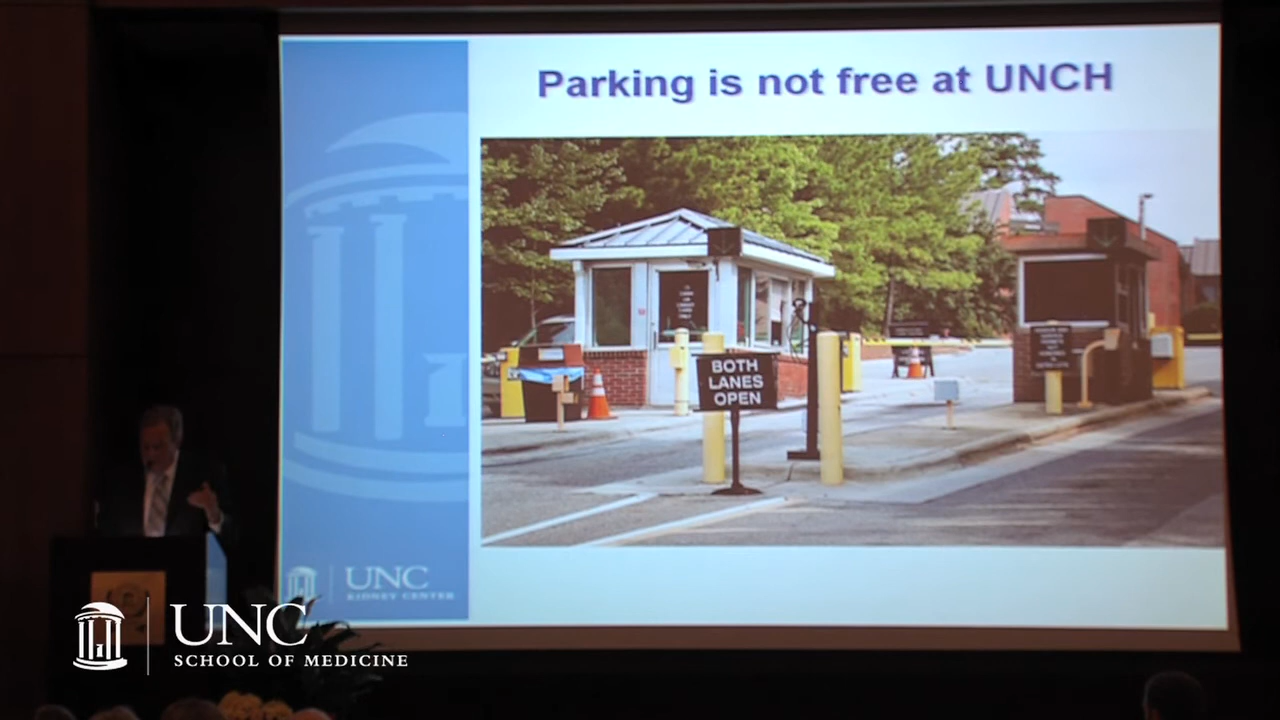 Parking is not free at UNCH
BOTH
LANES
OPEN
UNC
KIDNEY CENTER
UNC
SCHOOL OF MEDICINE